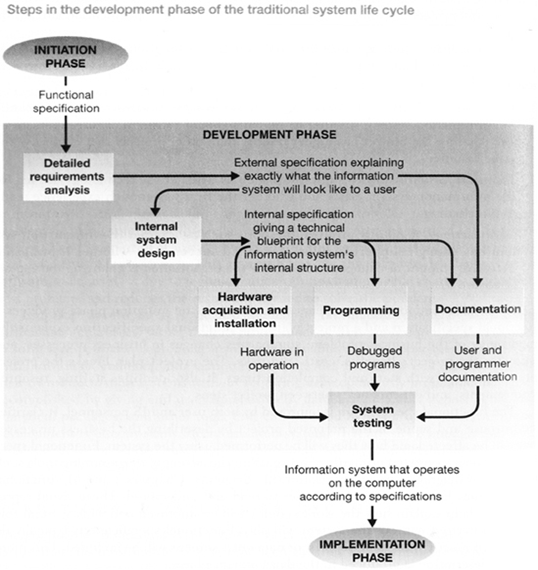 Steps in the development phase of the traditional system life cycle
INITIATION
PHASE
Functional
specification
DEVELOPMENT PHASE
Detailed
requirements
analysis
External specification explaining
exactly what the information
system will look like to a user
Internal
system
design
Internal specification
giving a technical
blueprint for the
information system's
internal structure
Hardware
acquisition and
installation
Programming
Documentation
Hardware in
operation
Debugged
programs
User and
programmer
documentation
System
testing
Information system that operates
on the computer
according to specifications
IMPLEMENTATION
PHASE